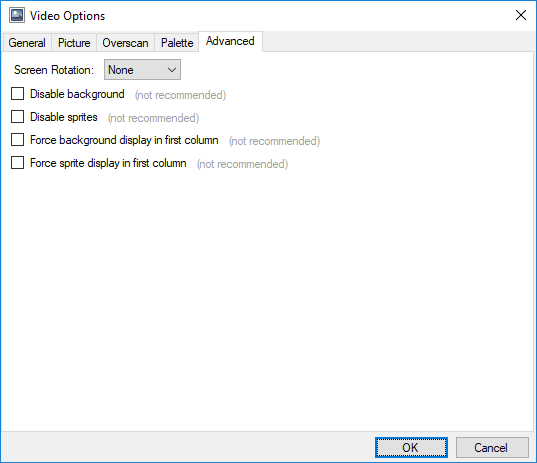 Video Options
General Picture Overscan Palette Advanced
Screen Rotation: None
Disable background (not recommended)
Disable sprites (not recommended)
Force background display in first column (not recommended)
Force sprite display in first column (not recommended)
OK Cancel